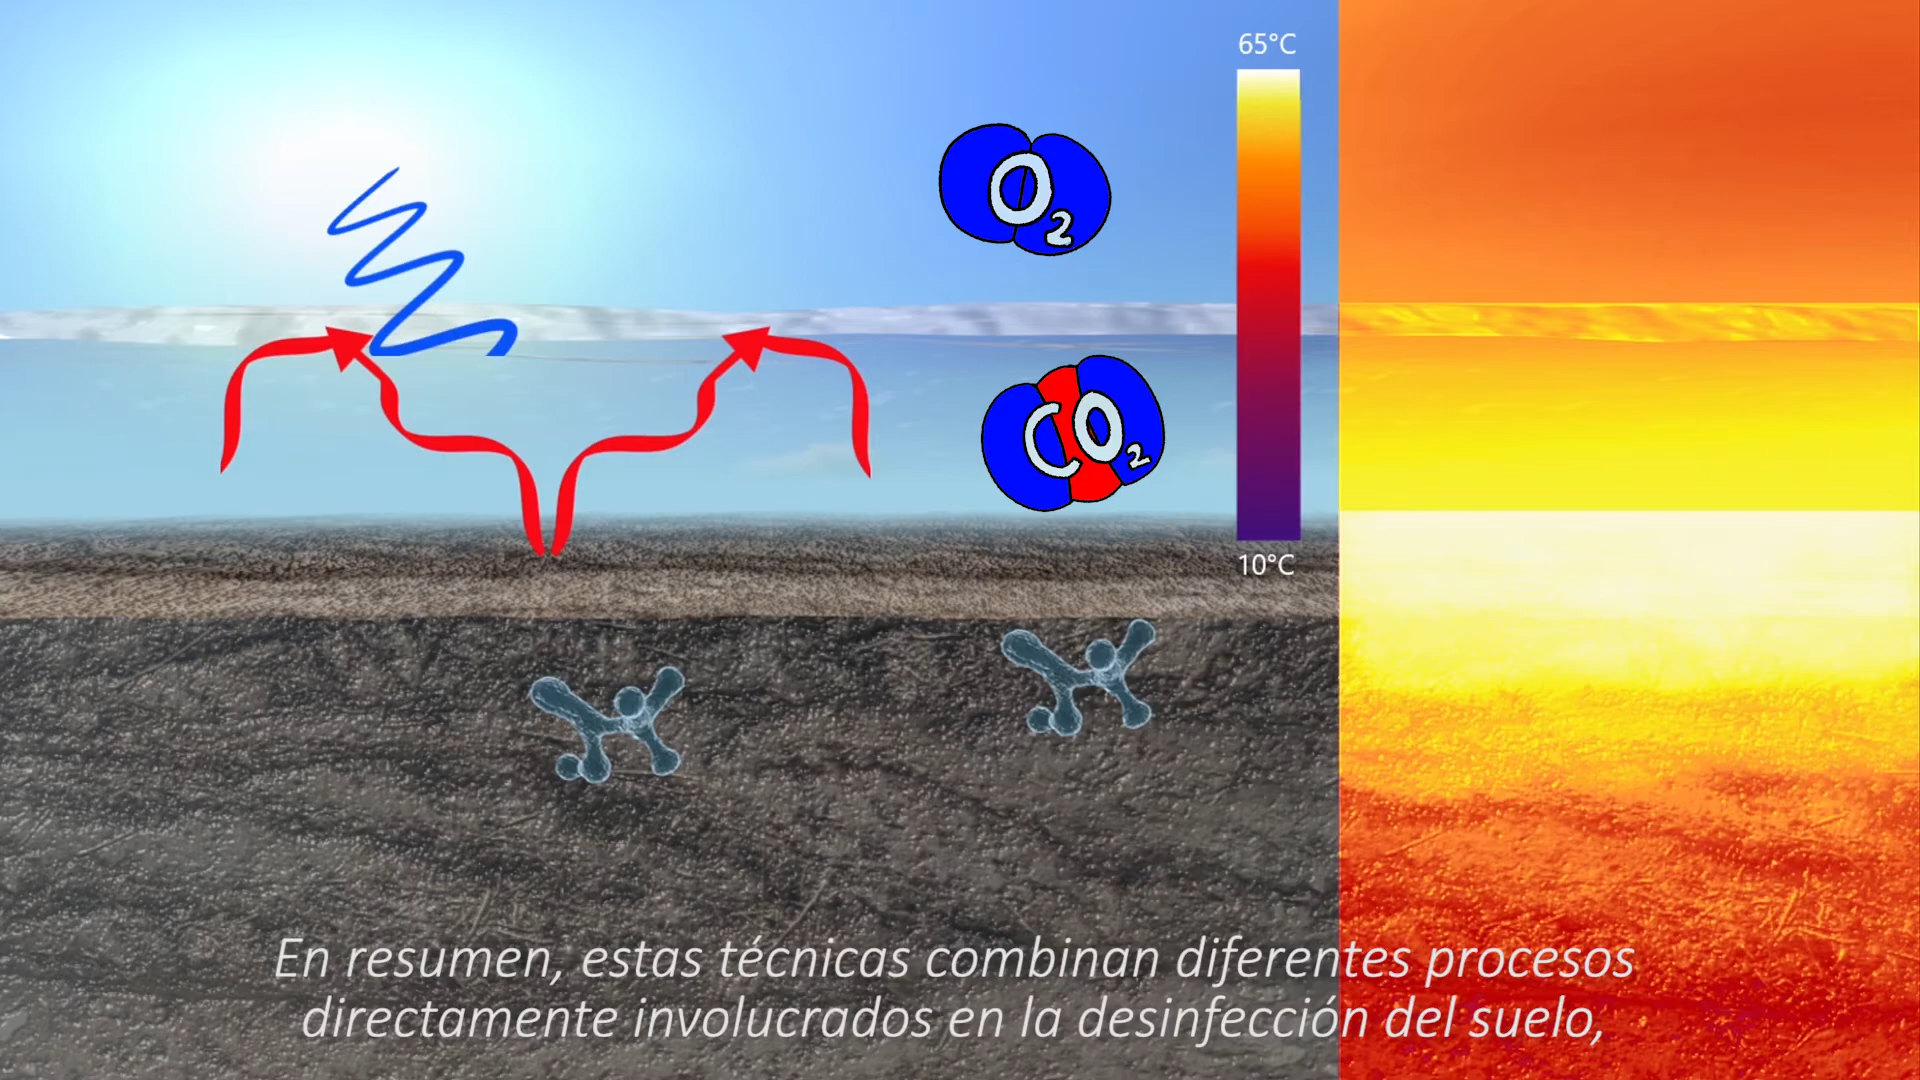 65°C
O2
CO2
10°C
En resumen, estas técnicas combinan diferentes procesos
directamente involucrados en la desinfección del suelo,